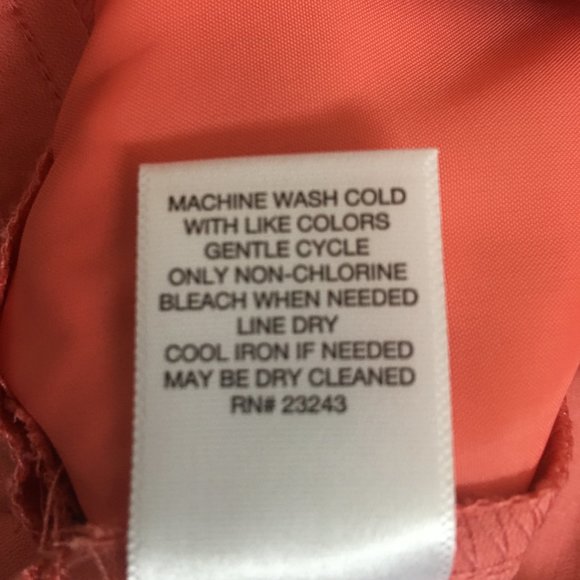 MACHINE WASH COLD
WITH LIKE COLORS
GENTLE CYCLE
ONLY NON-CHLORINE
BLEACH WHEN NEEDED
LINE DRY
COOL IRON IF NEEDED
MAY BE DRY CLEANED
RN# 23243